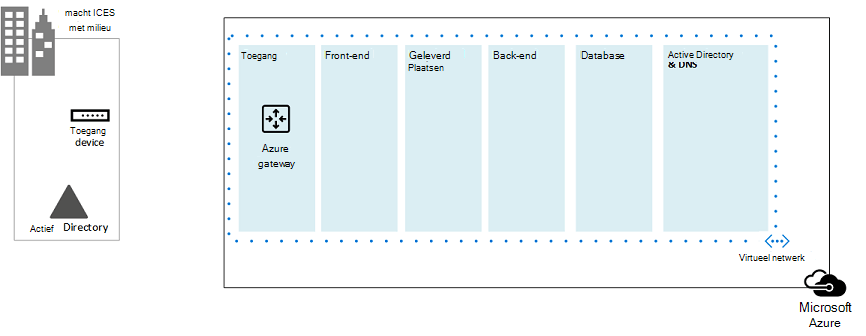 macht ICES
met milieu
Toegang
device
Actief Directory
Toegang
Azure
gateway
Front-end
Geleverd
Plaatsen
Back-end
Database
Active Directory
& DNS
Virtueel netwerk
Microsoft
Azure